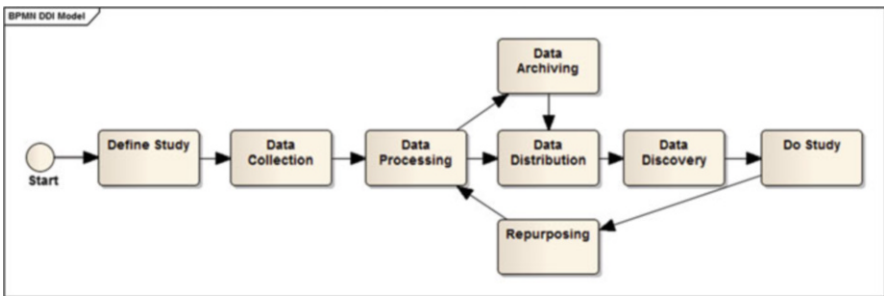 BPMN DDI Model
Data
Archiving
Define Study
Data
Collection
Data
Processing
Data
Distribution
Data
Discovery
Do Study
Start
Repurposing